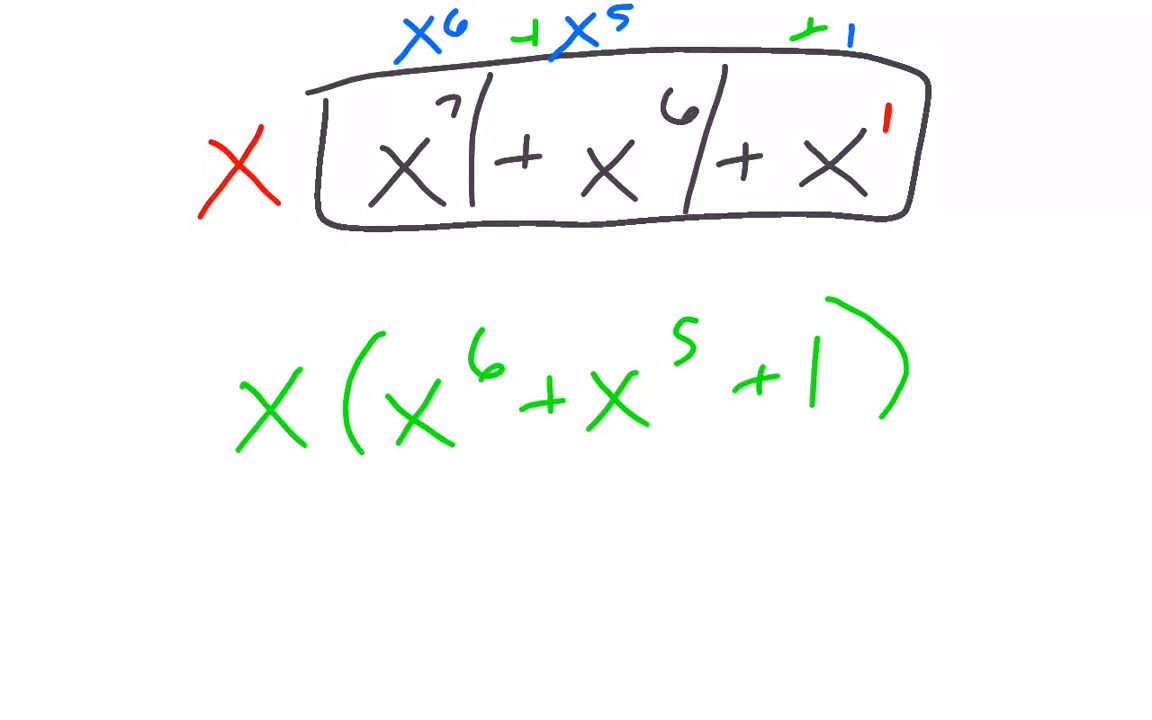 x⁶ + x⁵ + 1
x x⁷ + x⁶ + x¹
x(x⁶ + x⁵ + 1)